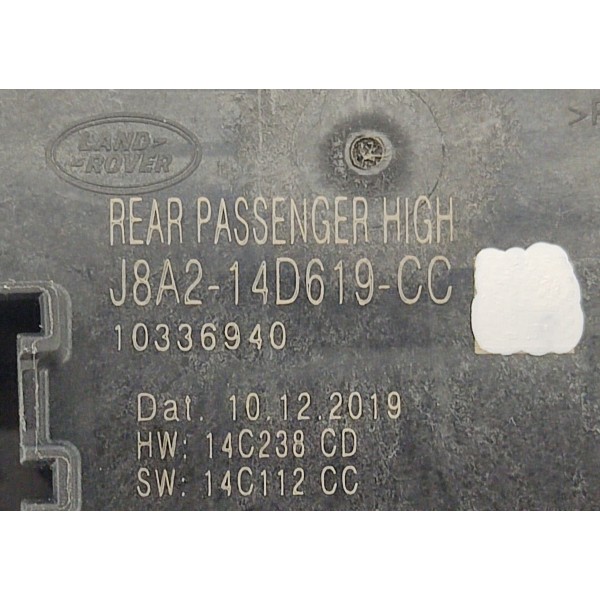 LAND
ROVER
REAR PASSENGER HIGH
J8A2-14D619-CC
10336940
Dat. 10.12.2019
HW: 14C238 CD
SW: 14C112 CC